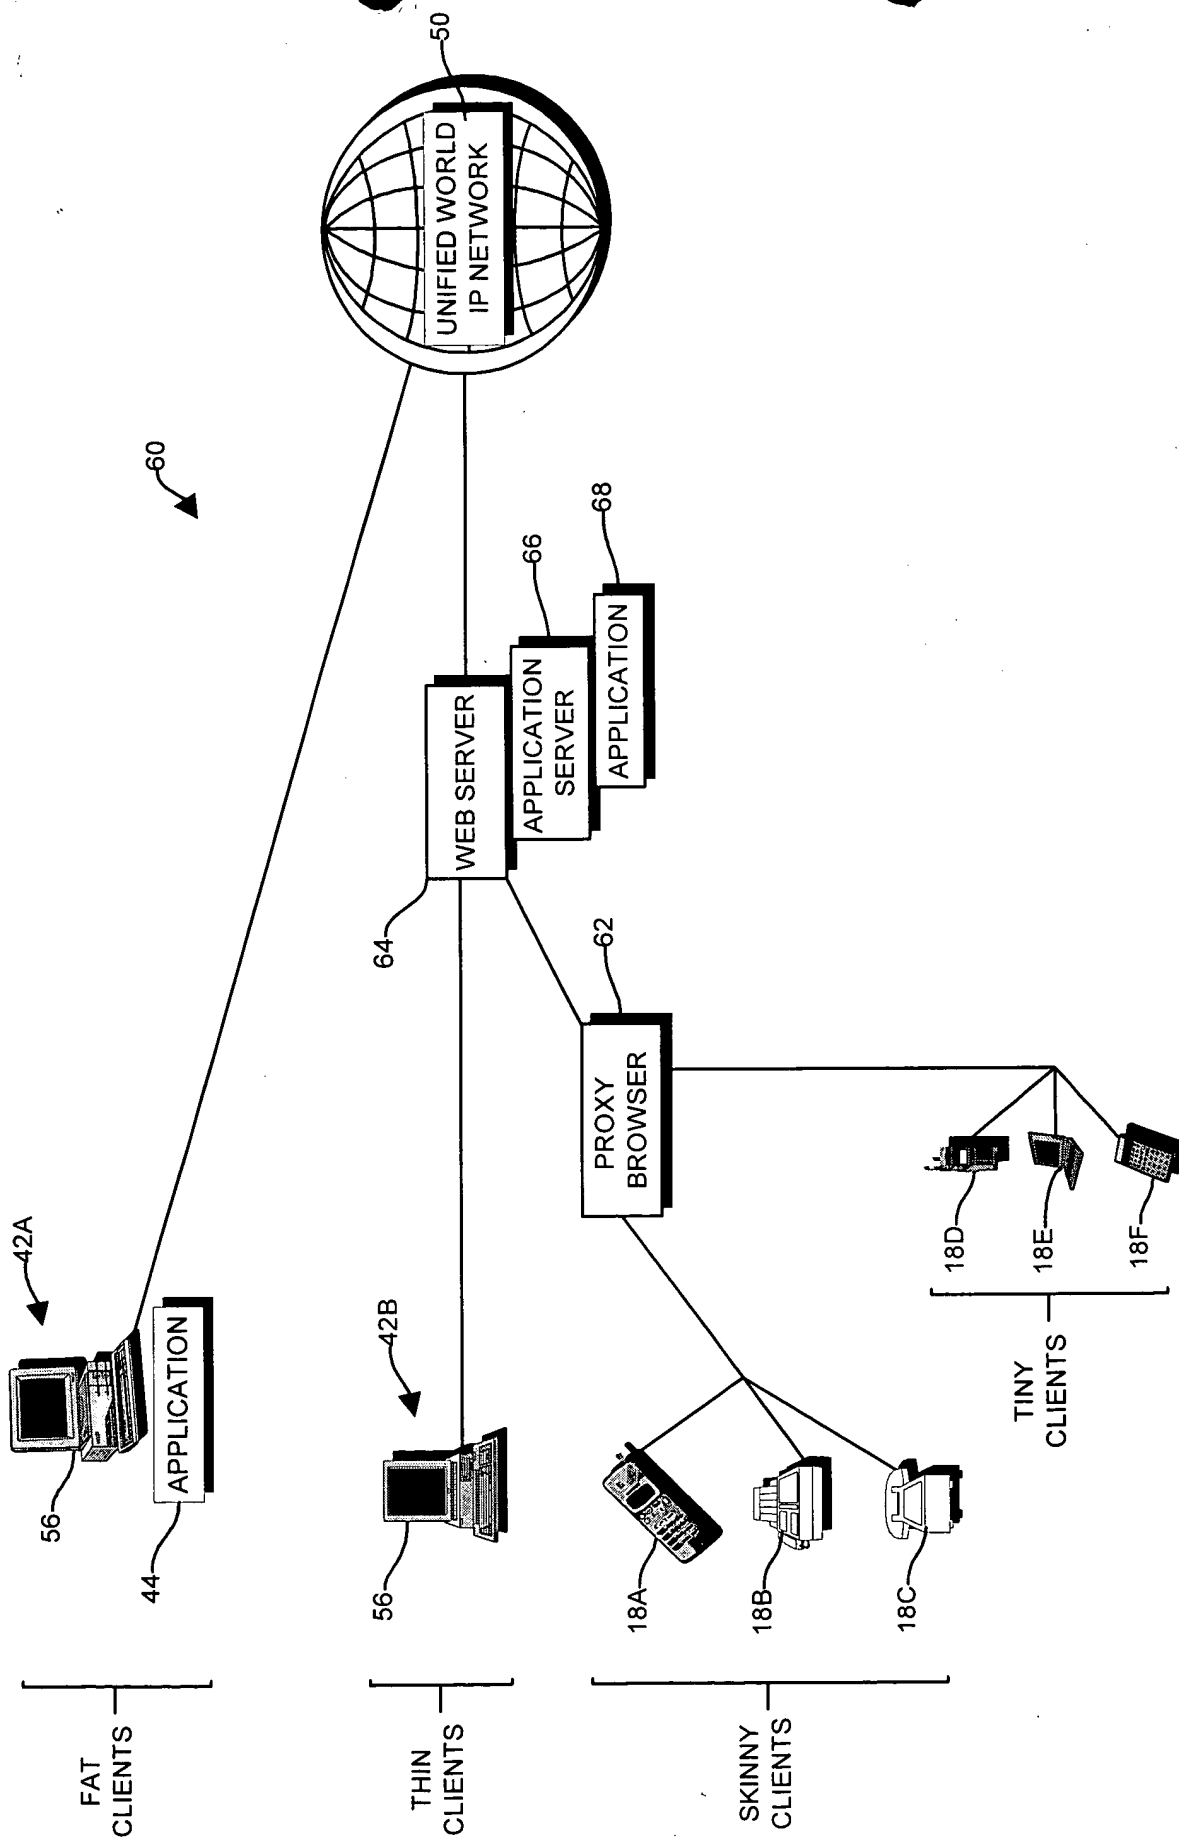 FAT
CLIENTS
56
42A
44
APPLICATION
60
50
UNIFIED WORLD
IP NETWORK
THIN
CLIENTS
56
42B
64
WEB SERVER
66
APPLICATION
SERVER
68
APPLICATION
62
PROXY
BROWSER
SKINNY
CLIENTS
18A
18B
18C
TINY
CLIENTS
18D
18E
18F